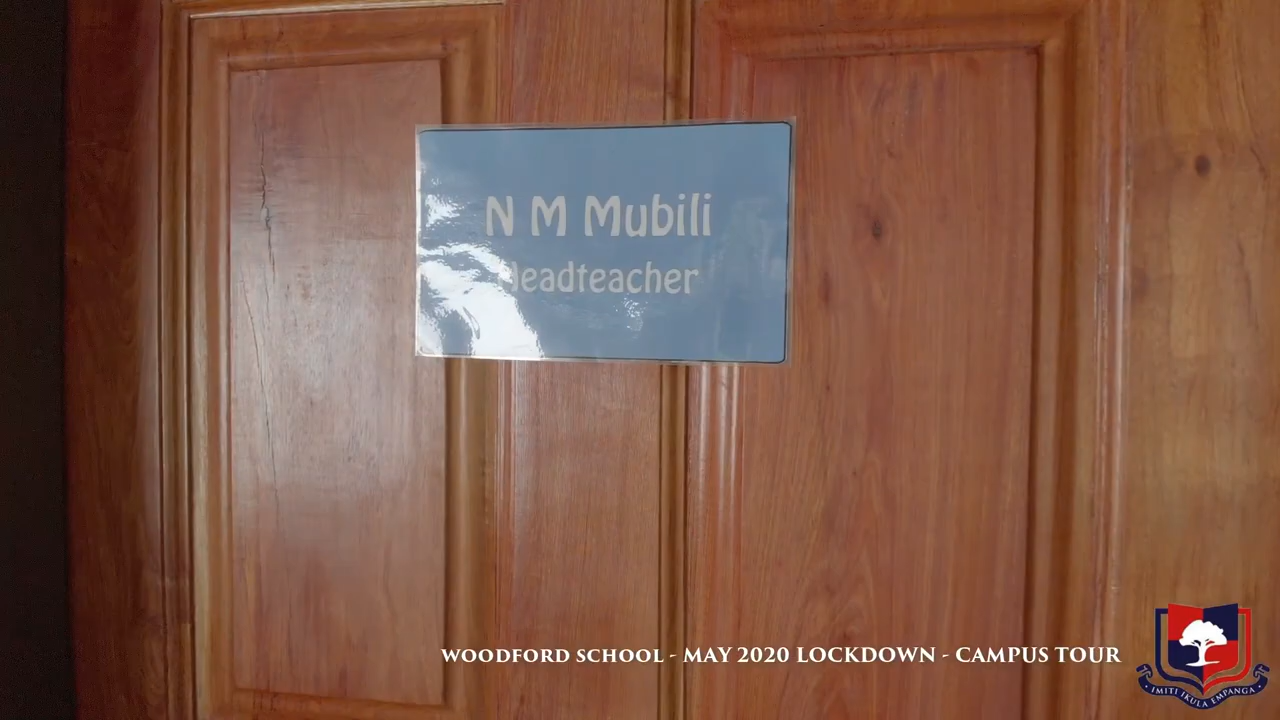 N M Mubili
Headteacher
WOODFORD SCHOOL - MAY 2020 LOCKDOWN - CAMPUS TOUR
IMITI IKULA EMPANGA